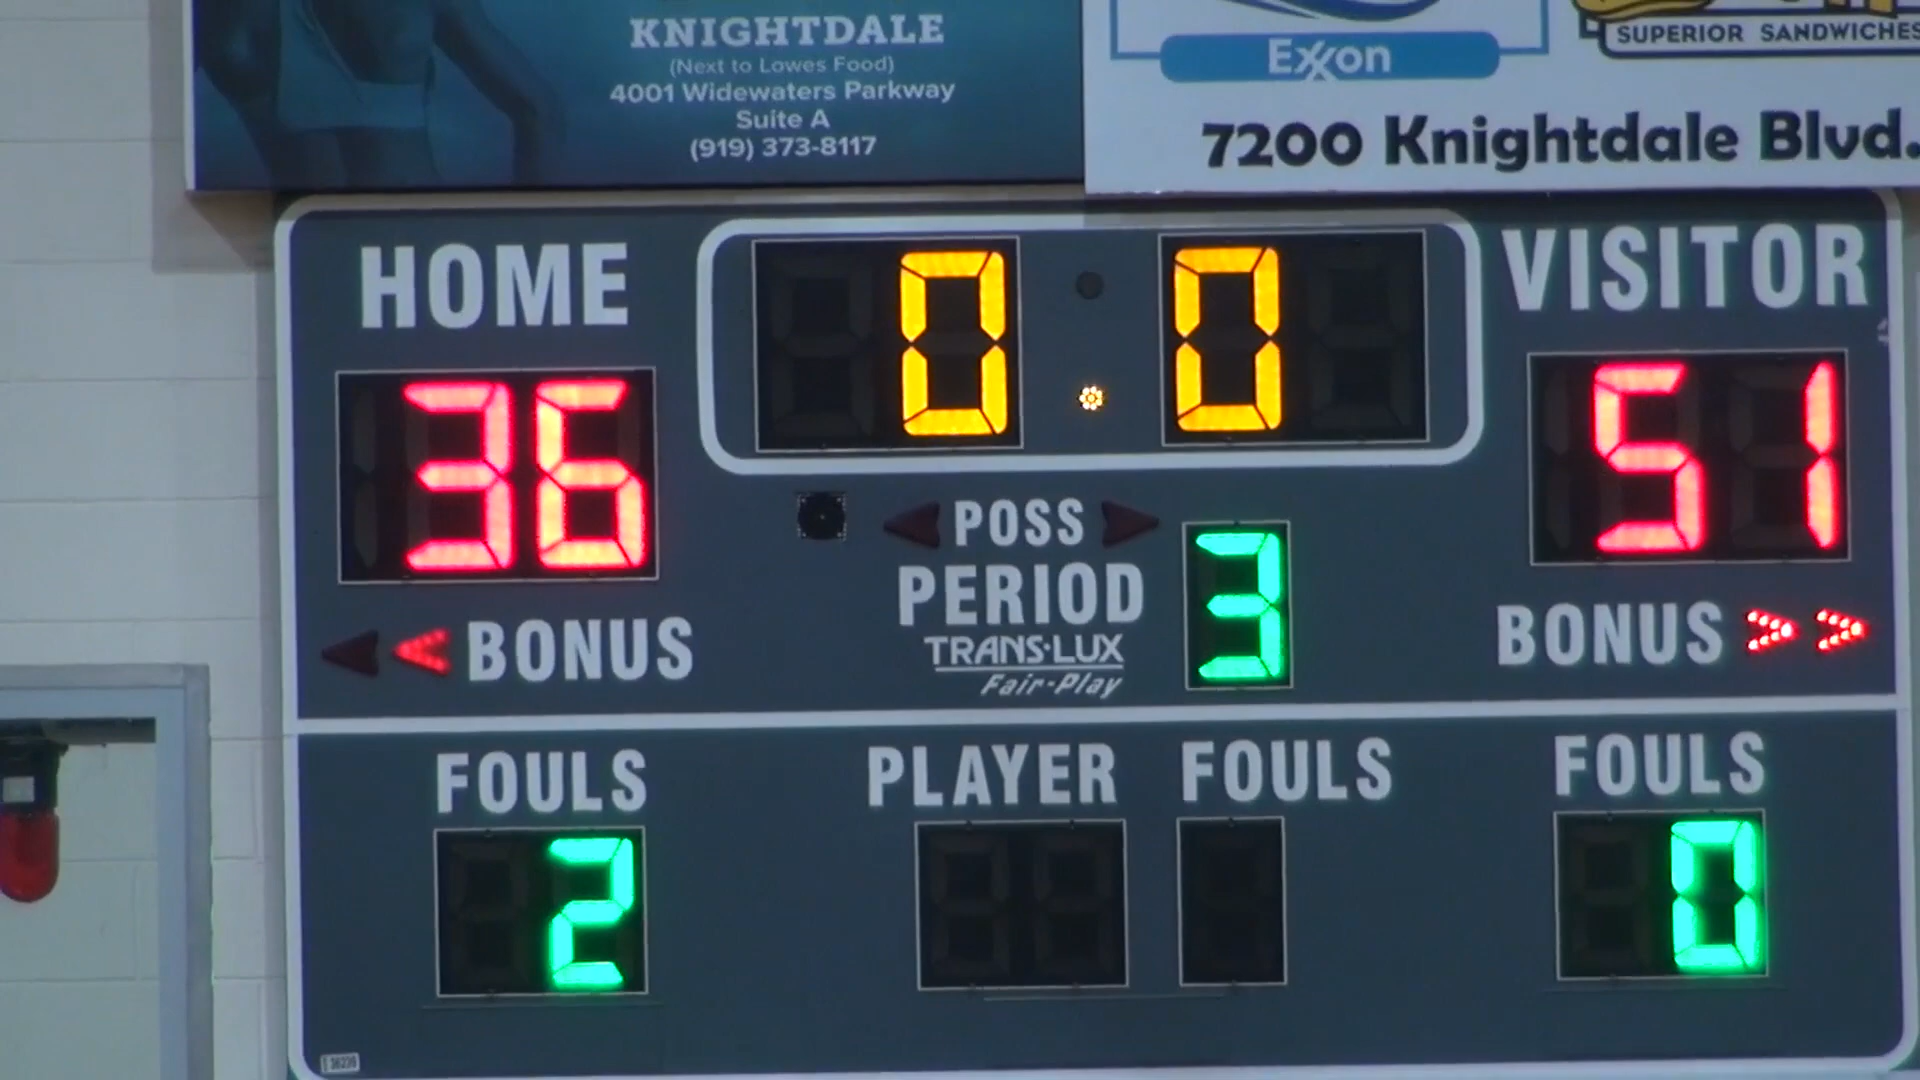 KNIGHTDALE
(Next to Lowes Food)
4001 Widewaters Parkway
Suite A
(919) 373-8117
Exxon
SUPERIOR SANDWICHES
7200 Knightdale Blvd.
HOME
0.0
VISITOR
36
51
POSS
PERIOD 3
TRANS·LUX
Fair-Play
BONUS
BONUS
FOULS
PLAYER FOULS
FOULS
2
0